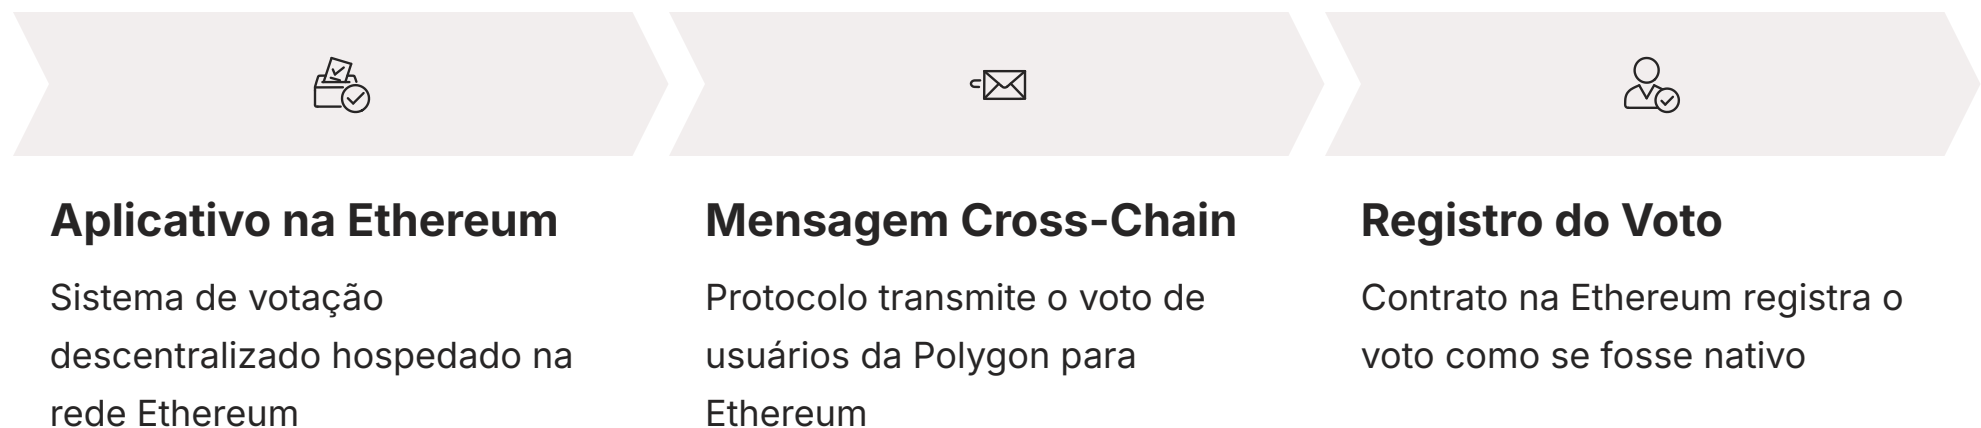 Aplicativo na Ethereum
Sistema de votação
descentralizado hospedado na
rede Ethereum
Mensagem Cross-Chain
Protocolo transmite o voto de
usuários da Polygon para
Ethereum
Registro do Voto
Contrato na Ethereum registra o
voto como se fosse nativo